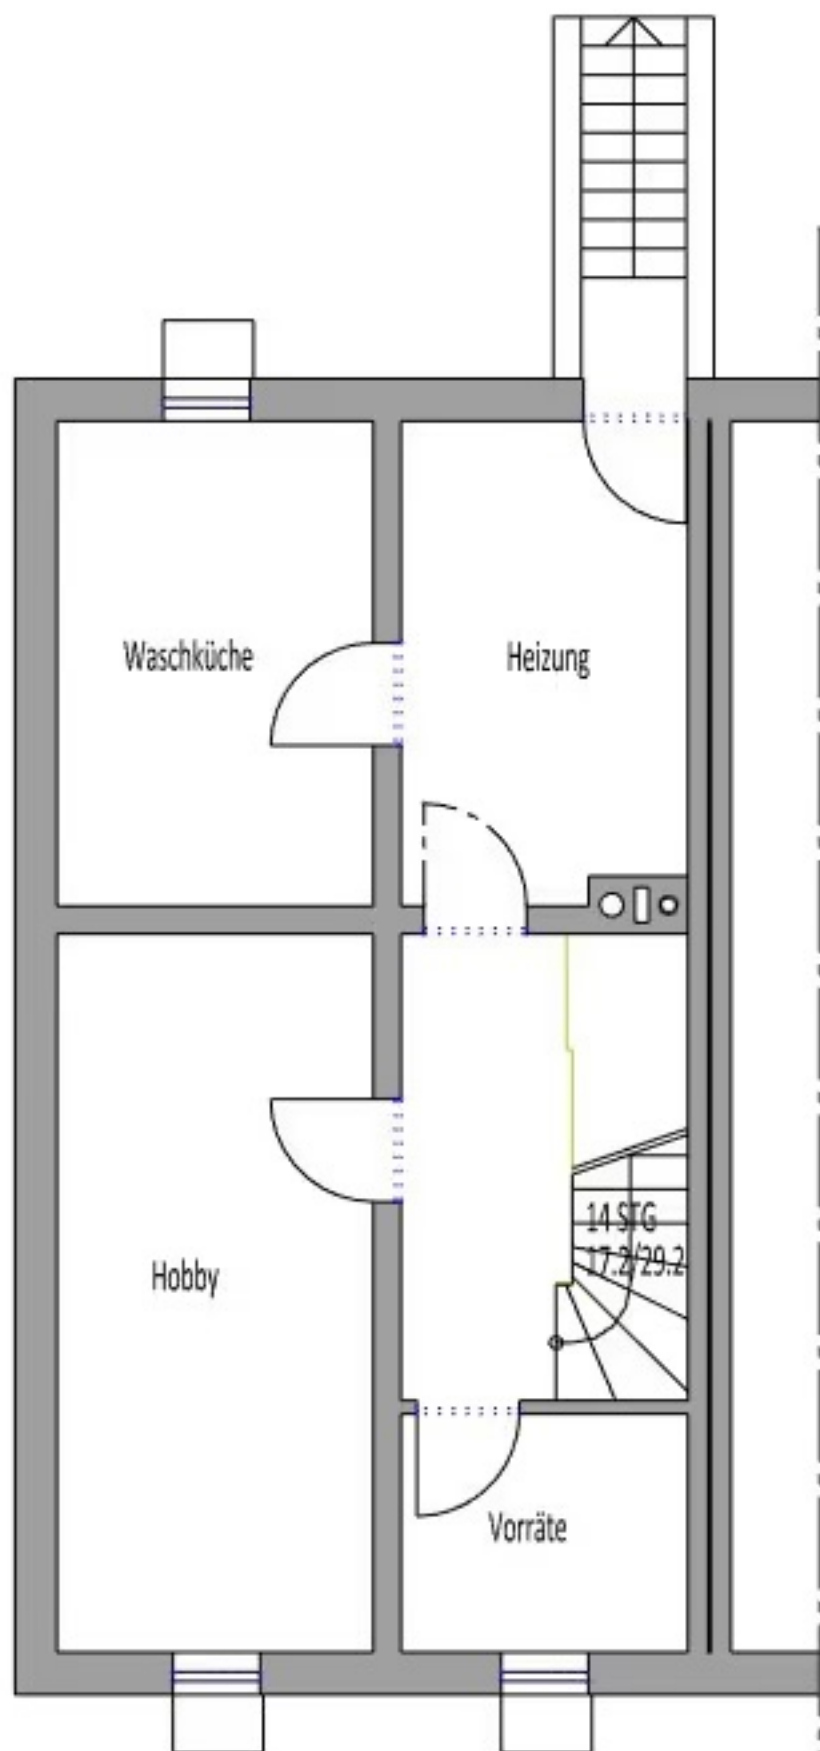 Waschküche
Heizung
14 STG
17.2/29.2
Hobby
Vorräte